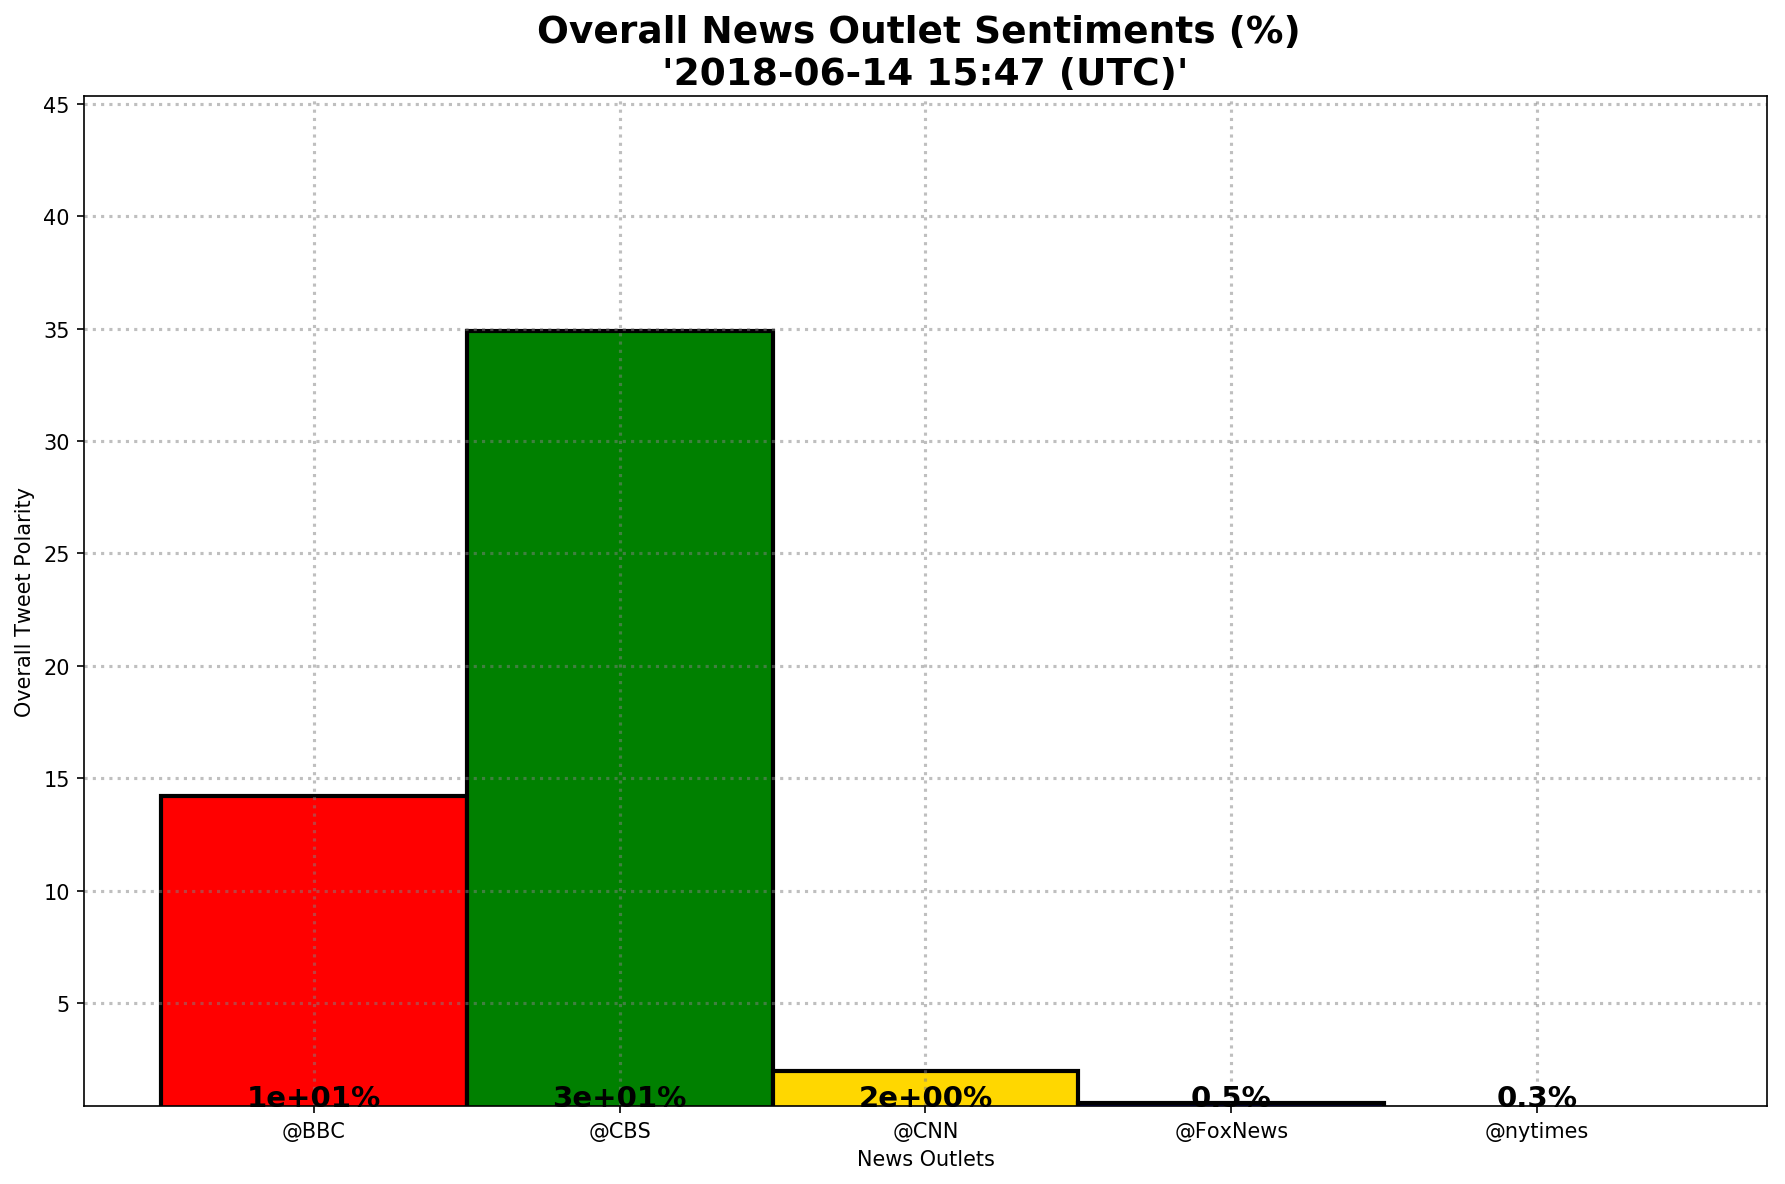 Overall News Outlet Sentiments (%)
'2018-06-14 15:47 (UTC)'
45
40
35
30
25
20
15
10
5
Overall Tweet Polarity
1e+01%
3e+01%
2e+00%
0.5%
0.3%
@BBC
@CBS
@CNN
@FoxNews
@nytimes
News Outlets